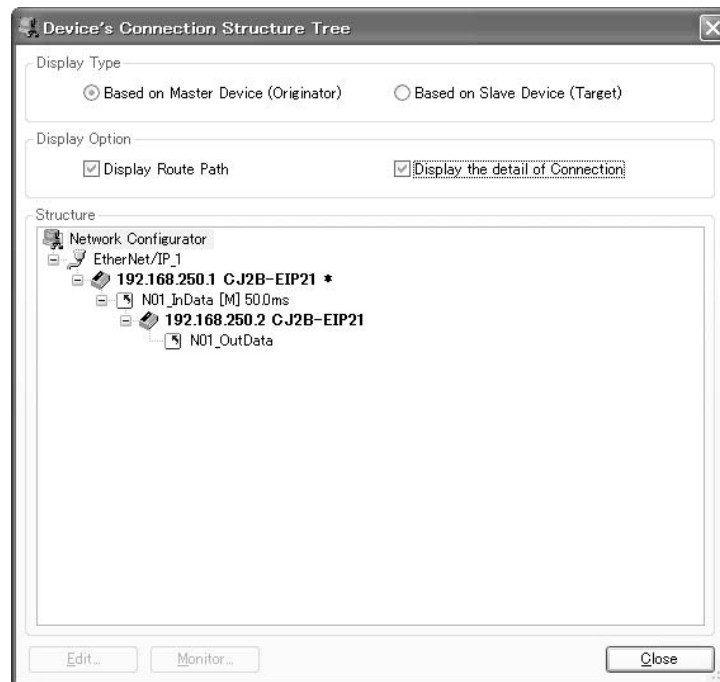 Device's Connection Structure Tree
Display Type
Based on Master Device (Originator) Based on Slave Device (Target)
Display Option
Display Route Path Display the detail of Connection
Structure
Network Configurator
EtherNet/IP_1
192.168.250.1 CJ2B-EIP21 *
N01_InData [M] 50.0ms
192.168.250.2 CJ2B-EIP21
N01_OutData
Edit... Monitor... Close